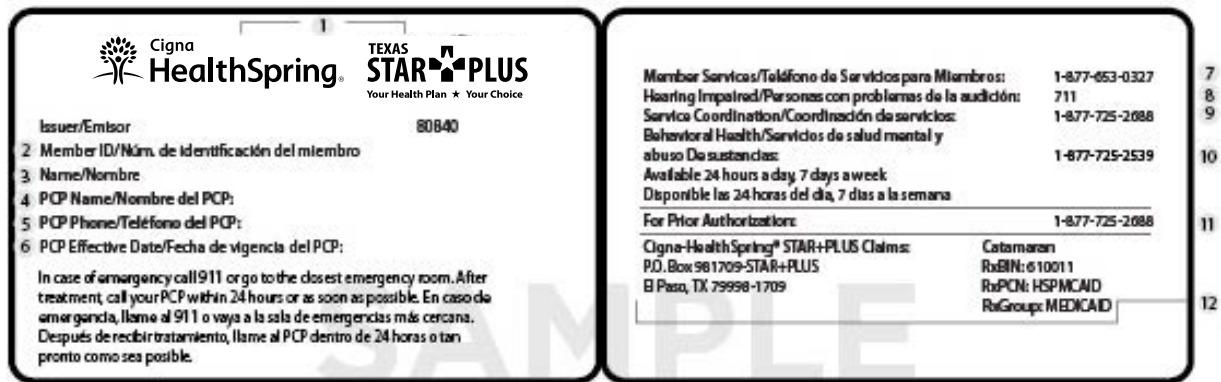 1
Cigna
HealthSpring®
TEXAS
STAR PLUS
Your Health Plan ★ Your Choice
Issuer/Emisor 80840
2 Member ID/Núm. de identificación del miembro
3 Name/Nombre
4 PCP Name/Nombre del PCP:
5 PCP Phone/Teléfono del PCP:
6 PCP Effective Date/Fecha de vigencia del PCP:
In case of emergency call 911 or go to the closest emergency room. After
treatment, call your PCP within 24 hours or as soon as possible. En caso de
emergencia, llame al 911 o vaya a la sala de emergencias más cercana.
Después de recibir tratamiento, llame al PCP dentro de 24 horas o tan
pronto como sea posible.
Member Services/Teléfono de Servicios para Miembros: 1-877-653-0327 7
Hearing Impaired/Personas con problemas de la audición: 711 8
Service Coordination/Coordinación de servicios: 1-877-725-2688 9
Behavioral Health/Servicios de salud mental y
abuso De sustancias: 1-877-725-2539 10
Available 24 hours a day, 7 days a week
Disponible las 24 horas del día, 7 días a la semana
For Prior Authorization: 1-877-725-2688 11
Cigna-HealthSpring® STAR+PLUS Claims:
P.O. Box 981709-STAR+PLUS
El Paso, TX 79998-1709
Catamaran
RxBIN: 610011
RxPCN: HSPMCAID
RxGroup: MEDICAID
12
SAMPLE